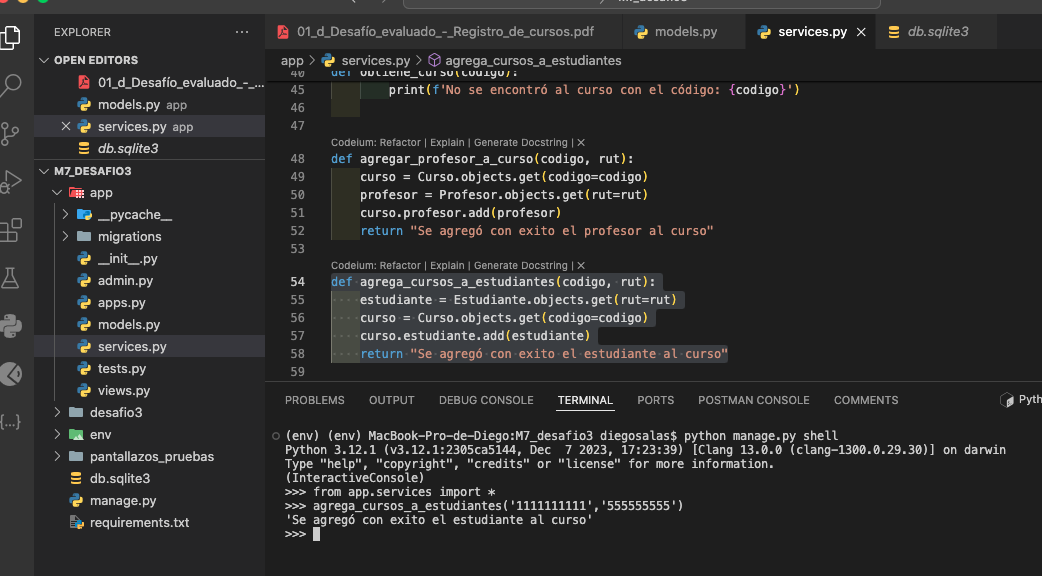 EXPLORER
OPEN EDITORS
01_d_Desafío_evaluado_-_...
models.py app
services.py app
db.sqlite3
M7_DESAFIO3
app
__pycache__
migrations
__init__.py
admin.py
apps.py
models.py
services.py
tests.py
views.py
desafio3
env
pantallazos_pruebas
db.sqlite3
manage.py
requirements.txt
01_d_Desafío_evaluado_-_Registro_de_cursos.pdf
models.py
services.py
db.sqlite3
app > services.py > agrega_cursos_a_estudiantes
40 def obtiene_curso(codigo):
45 print(f'No se encontró al curso con el código: {codigo}')
46
47
Codeium: Refactor | Explain | Generate Docstring | ✕
48 def agregar_profesor_a_curso(codigo, rut):
49 curso = Curso.objects.get(codigo=codigo)
50 profesor = Profesor.objects.get(rut=rut)
51 curso.profesor.add(profesor)
52 return "Se agregó con exito el profesor al curso"
53
Codeium: Refactor | Explain | Generate Docstring | ✕
54 def agrega_cursos_a_estudiantes(codigo, rut):
55 estudiante = Estudiante.objects.get(rut=rut)
56 curso = Curso.objects.get(codigo=codigo)
57 curso.estudiante.add(estudiante)
58 return "Se agregó con exito el estudiante al curso"
59
PROBLEMS OUTPUT DEBUG CONSOLE TERMINAL PORTS POSTMAN CONSOLE COMMENTS
Pyth
(env) (env) MacBook-Pro-de-Diego:M7_desafio3 diegosalas$ python manage.py shell
Python 3.12.1 (v3.12.1:2305ca5144, Dec  7 2023, 17:23:39) [Clang 13.0.0 (clang-1300.0.29.30)] on darwin
Type "help", "copyright", "credits" or "license" for more information.
(InteractiveConsole)
>>> from app.services import *
>>> agrega_cursos_a_estudiantes('1111111111','555555555')
'Se agregó con exito el estudiante al curso'
>>>